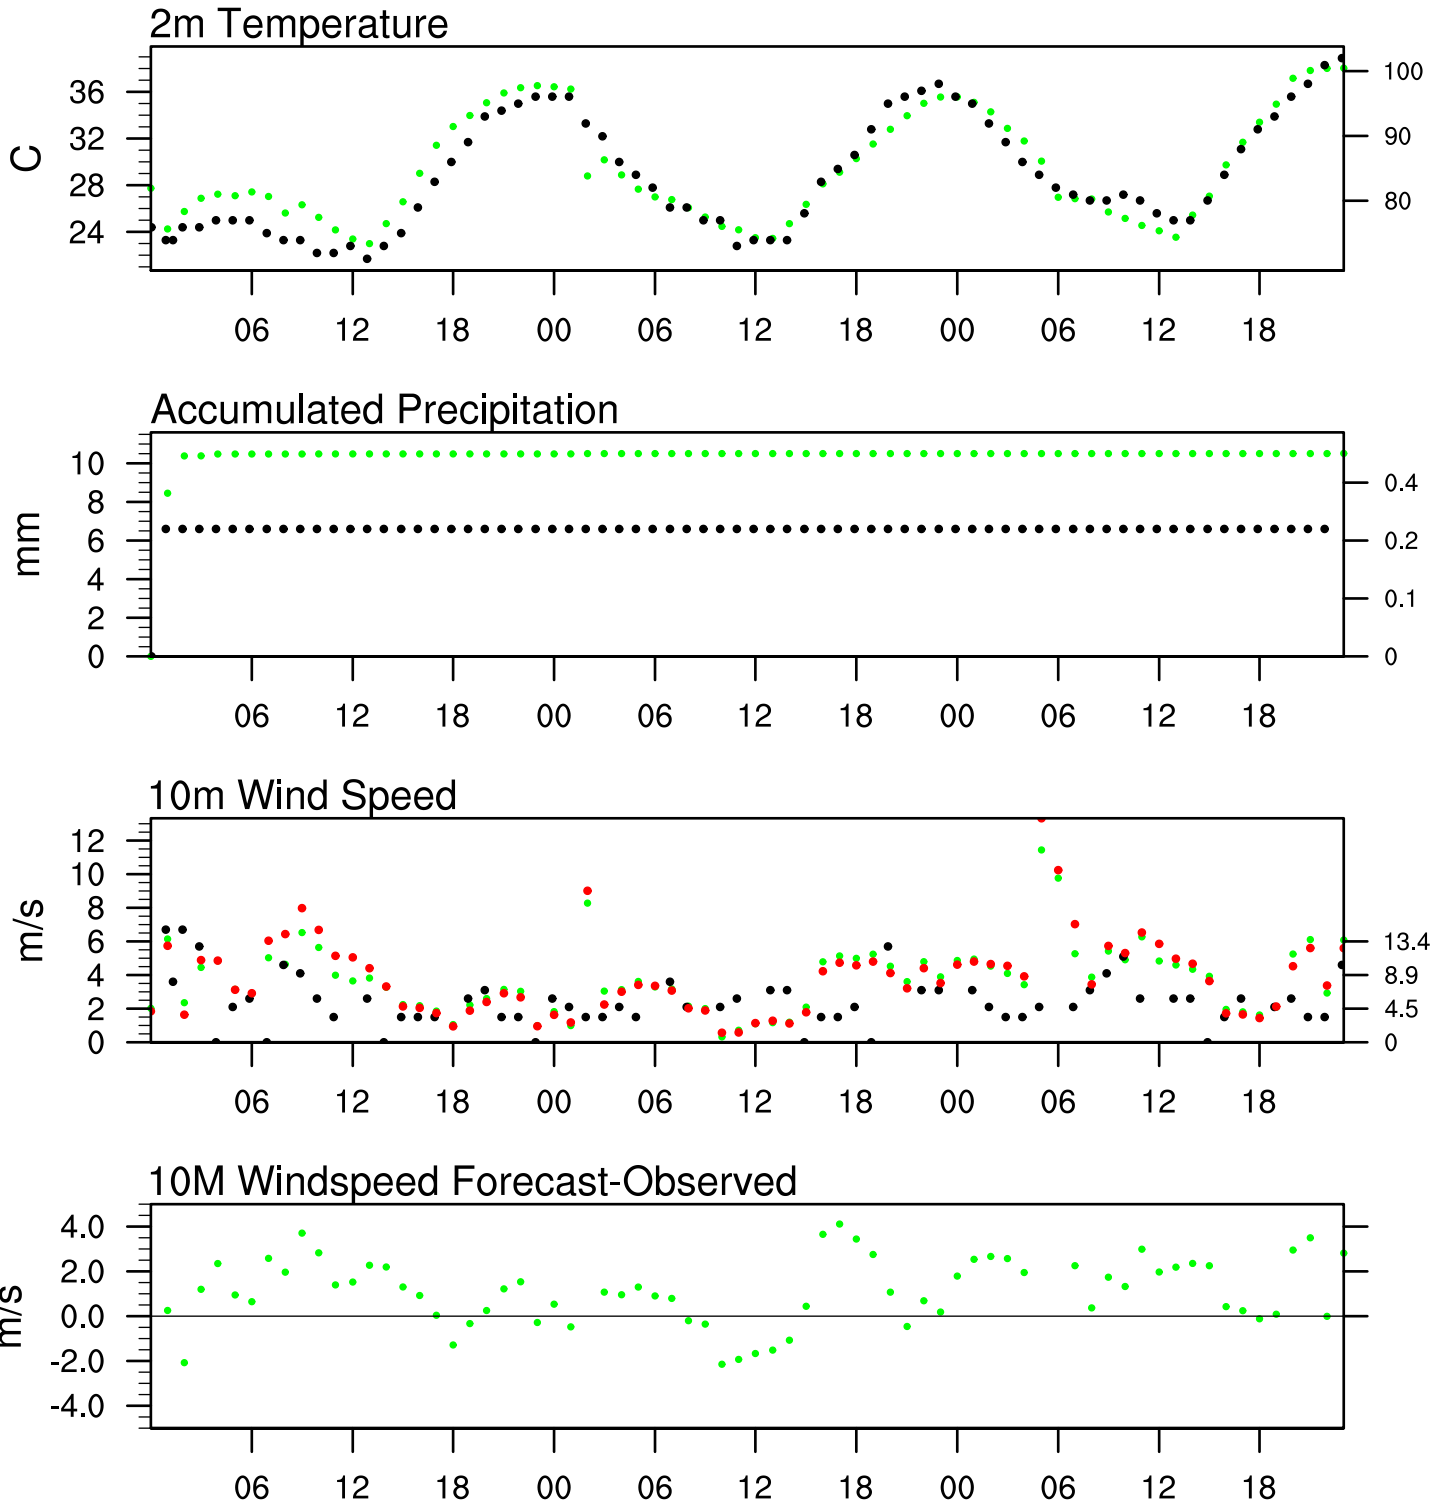 2m Temperature
36
32
28
24
C
100
90
80
06 12 18 00 06 12 18 00 06 12 18
Accumulated Precipitation
10
8
6
4
2
0
mm
0.4
0.2
0.1
0
06 12 18 00 06 12 18 00 06 12 18
10m Wind Speed
12
10
8
6
4
2
0
m/s
13.4
8.9
4.5
0
06 12 18 00 06 12 18 00 06 12 18
10M Windspeed Forecast-Observed
4.0
2.0
0.0
-2.0
-4.0
m/s
06 12 18 00 06 12 18 00 06 12 18